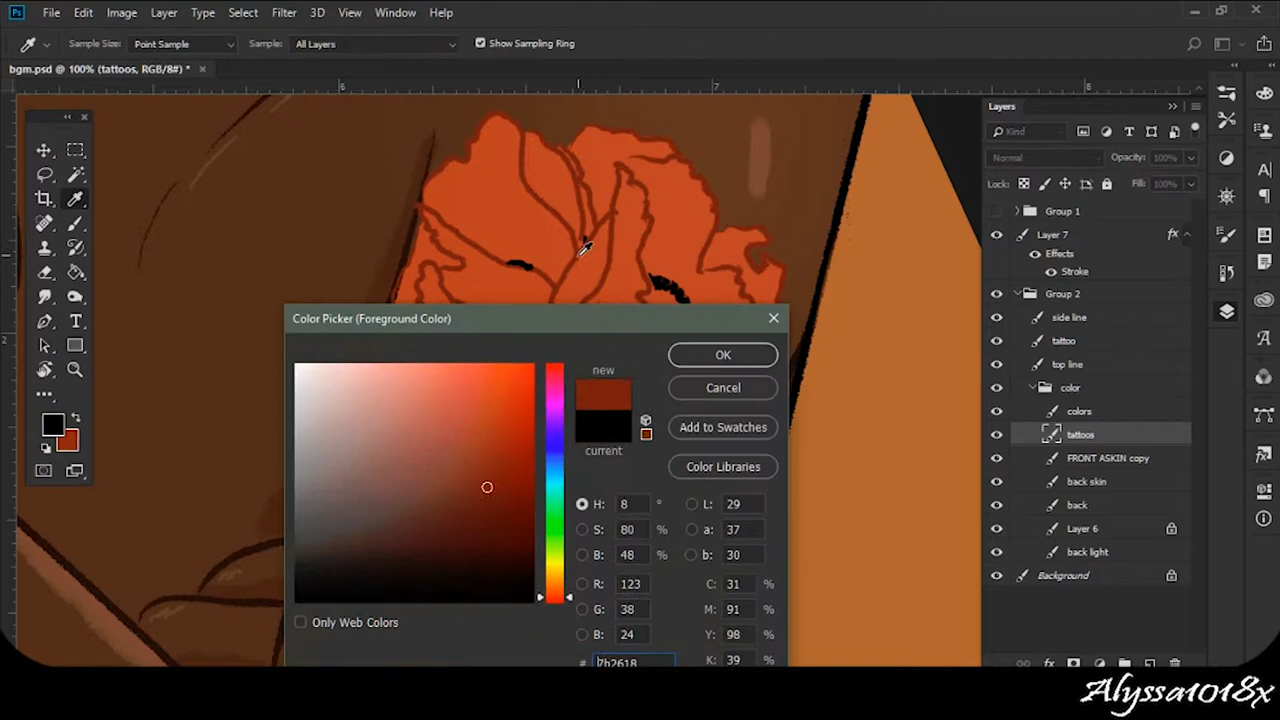 Ps File Edit Image Layer Type Select Filter 3D View Window Help
Sample Size: Point Sample Sample: All Layers Show Sampling Ring
bgm.psd @ 100% (tattoos, RGB/8#) *
6 7 8
2
Layers
Kind
Normal Opacity: 100%
Lock: Fill: 100%
Group 1
Layer 7 fx
Effects
Stroke
Group 2
side line
tattoo
top line
color
colors
tattoos
FRONT ASKIN copy
back skin
back
Layer 6
back light
Background
Color Picker (Foreground Color)
new
current
OK
Cancel
Add to Swatches
Color Libraries
H: 8 ° L: 29
S: 80 % a: 37
B: 48 % b: 30
R: 123 C: 31 %
G: 38 M: 91 %
B: 24 Y: 98 %
# 7b2618 K: 39 %
Only Web Colors
Alyssa1018x